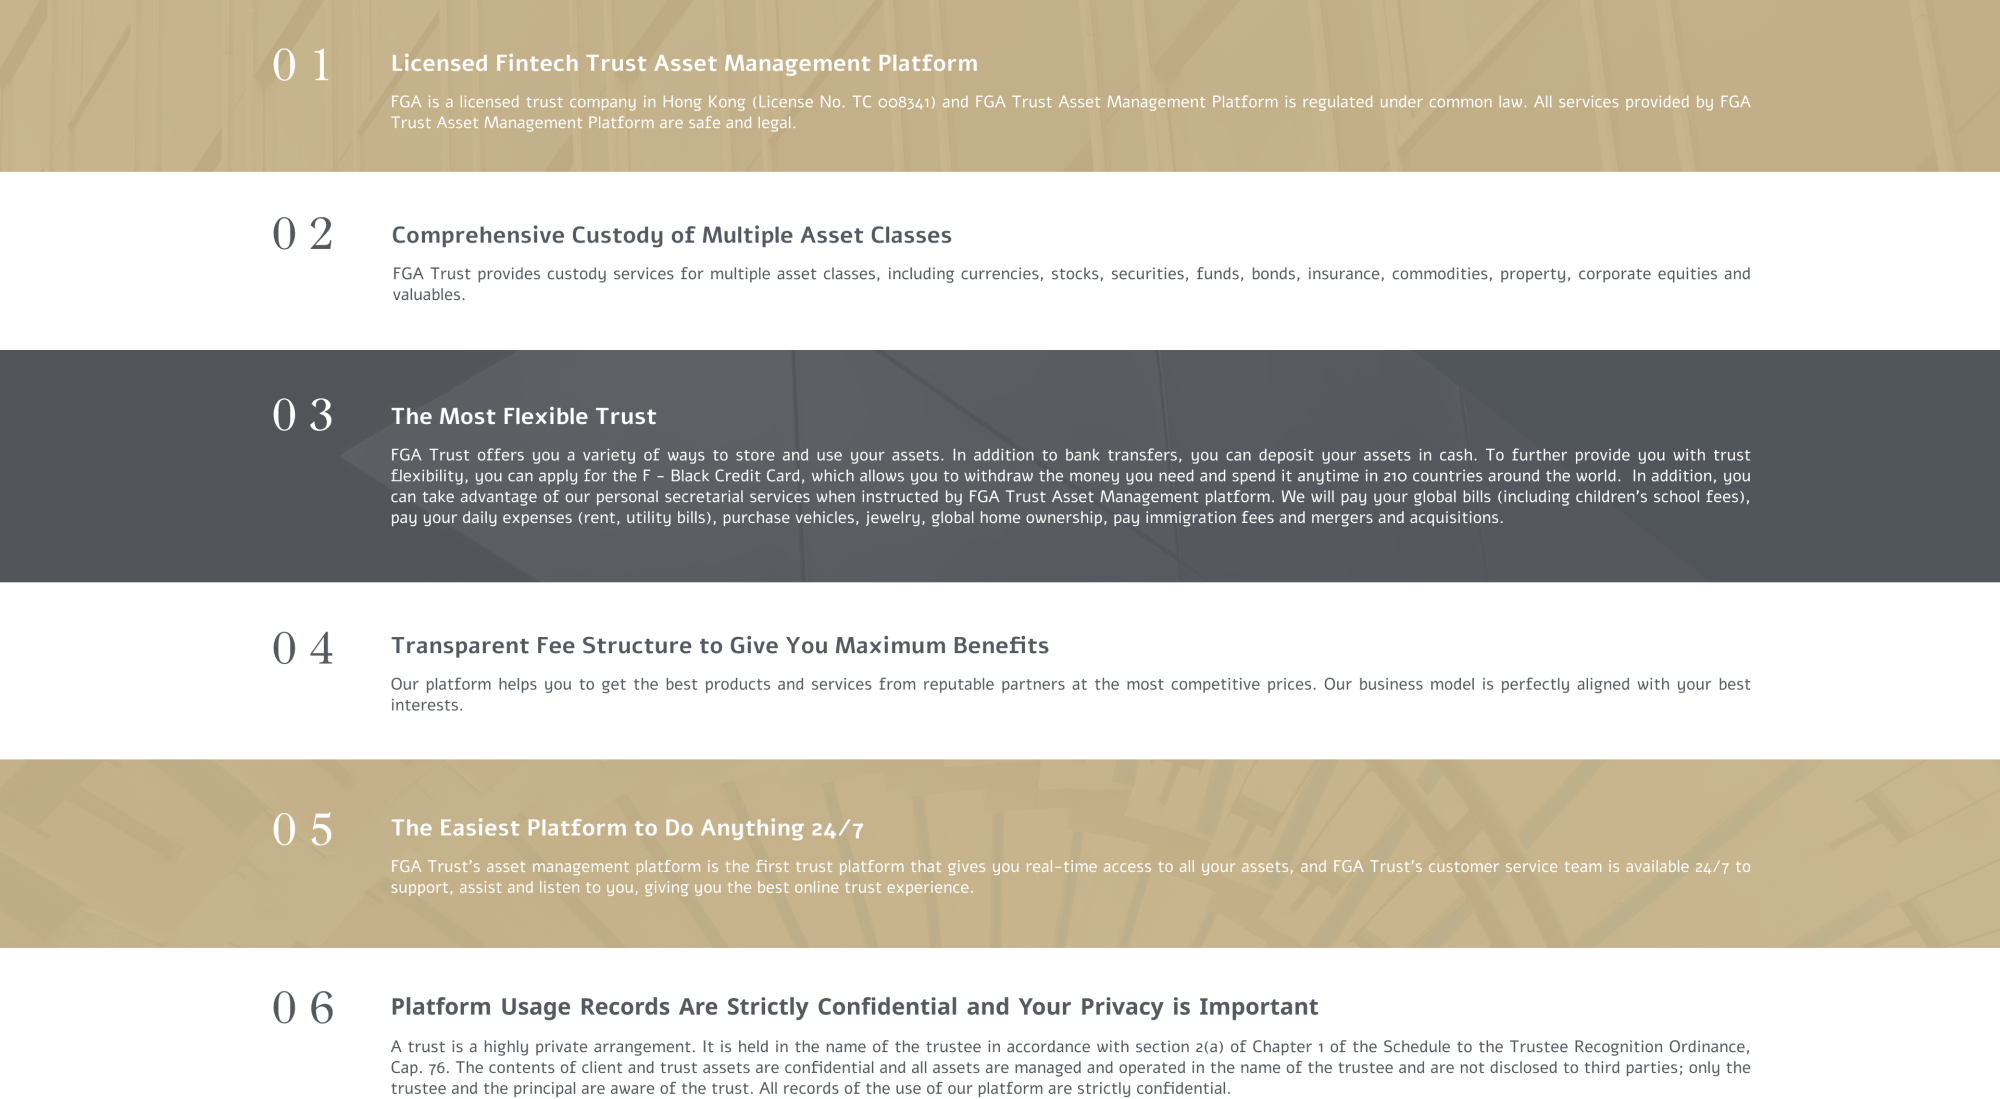 01
Licensed Fintech Trust Asset Management Platform
FGA is a licensed trust company in Hong Kong (License No. TC 008341) and FGA Trust Asset Management Platform is regulated under common law. All services provided by FGA
Trust Asset Management Platform are safe and legal.
02
Comprehensive Custody of Multiple Asset Classes
FGA Trust provides custody services for multiple asset classes, including currencies, stocks, securities, funds, bonds, insurance, commodities, property, corporate equities and
valuables.
03
The Most Flexible Trust
FGA Trust offers you a variety of ways to store and use your assets. In addition to bank transfers, you can deposit your assets in cash. To further provide you with trust
flexibility, you can apply for the F - Black Credit Card, which allows you to withdraw the money you need and spend it anytime in 210 countries around the world.  In addition, you
can take advantage of our personal secretarial services when instructed by FGA Trust Asset Management platform. We will pay your global bills (including children's school fees),
pay your daily expenses (rent, utility bills), purchase vehicles, jewelry, global home ownership, pay immigration fees and mergers and acquisitions.
04
Transparent Fee Structure to Give You Maximum Benefits
Our platform helps you to get the best products and services from reputable partners at the most competitive prices. Our business model is perfectly aligned with your best
interests.
05
The Easiest Platform to Do Anything 24/7
FGA Trust's asset management platform is the first trust platform that gives you real-time access to all your assets, and FGA Trust's customer service team is available 24/7 to
support, assist and listen to you, giving you the best online trust experience.
06
Platform Usage Records Are Strictly Confidential and Your Privacy is Important
A trust is a highly private arrangement. It is held in the name of the trustee in accordance with section 2(a) of Chapter 1 of the Schedule to the Trustee Recognition Ordinance,
Cap. 76. The contents of client and trust assets are confidential and all assets are managed and operated in the name of the trustee and are not disclosed to third parties; only the
trustee and the principal are aware of the trust. All records of the use of our platform are strictly confidential.